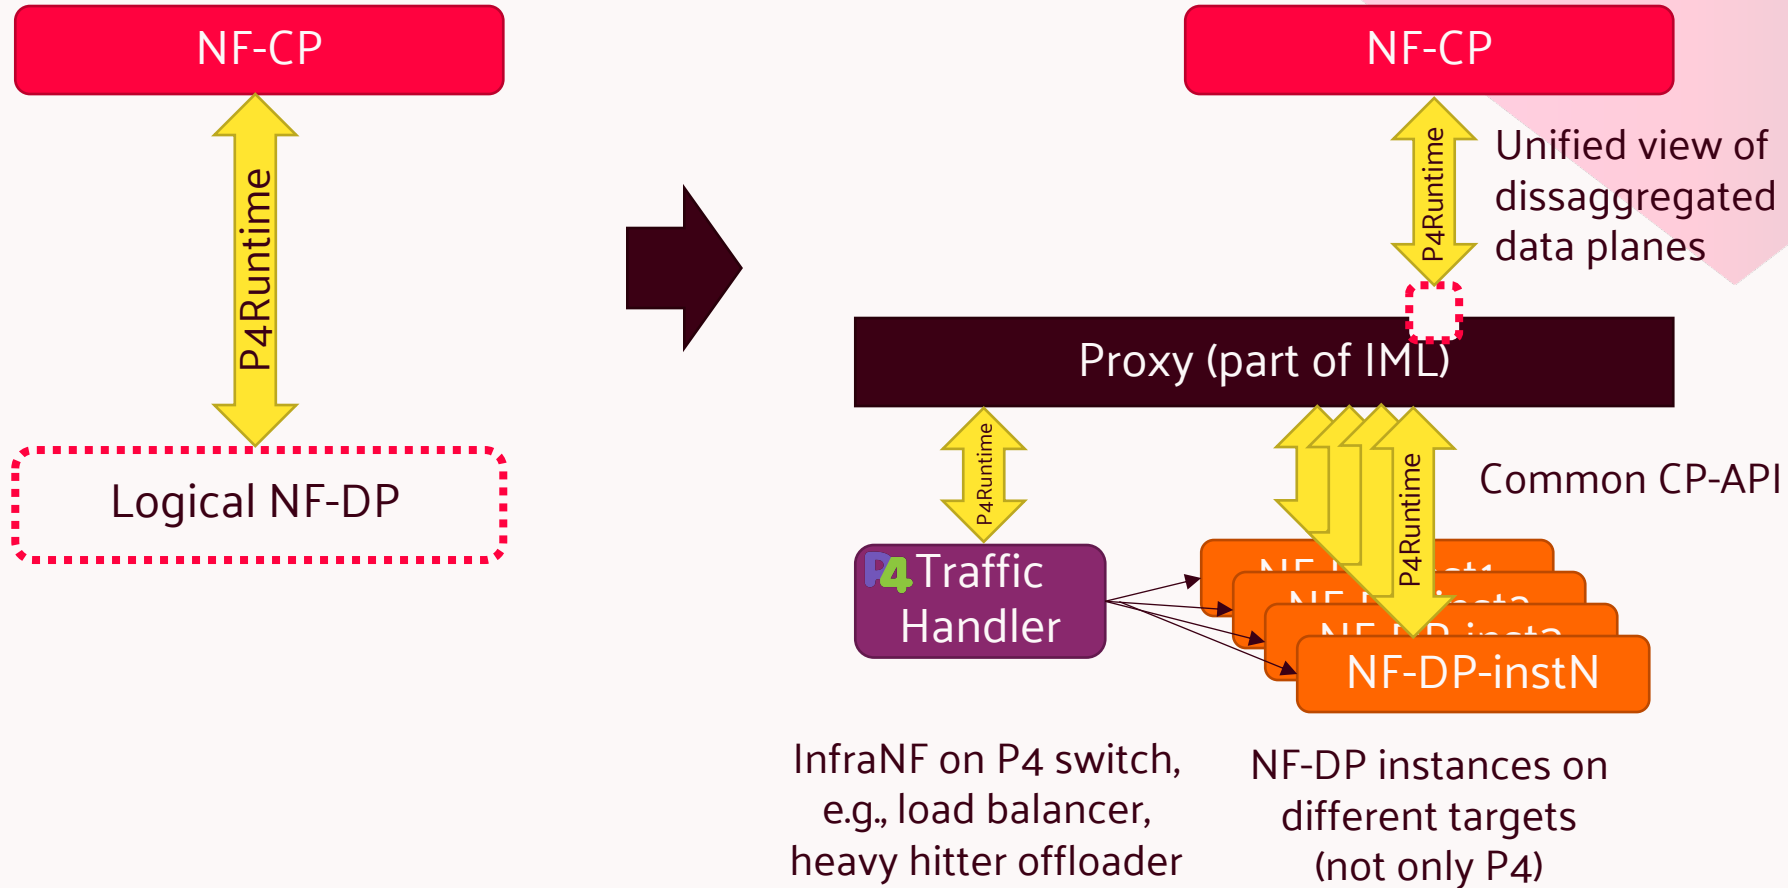 NF-CP
P4Runtime
Logical NF-DP
NF-CP
P4Runtime
Unified view of
dissaggregated
data planes
Proxy (part of IML)
P4Runtime
P4Runtime
Common CP-API
P4 Traffic
Handler
NF-DP-instN
InfraNF on P4 switch,
e.g., load balancer,
heavy hitter offloader
NF-DP instances on
different targets
(not only P4)